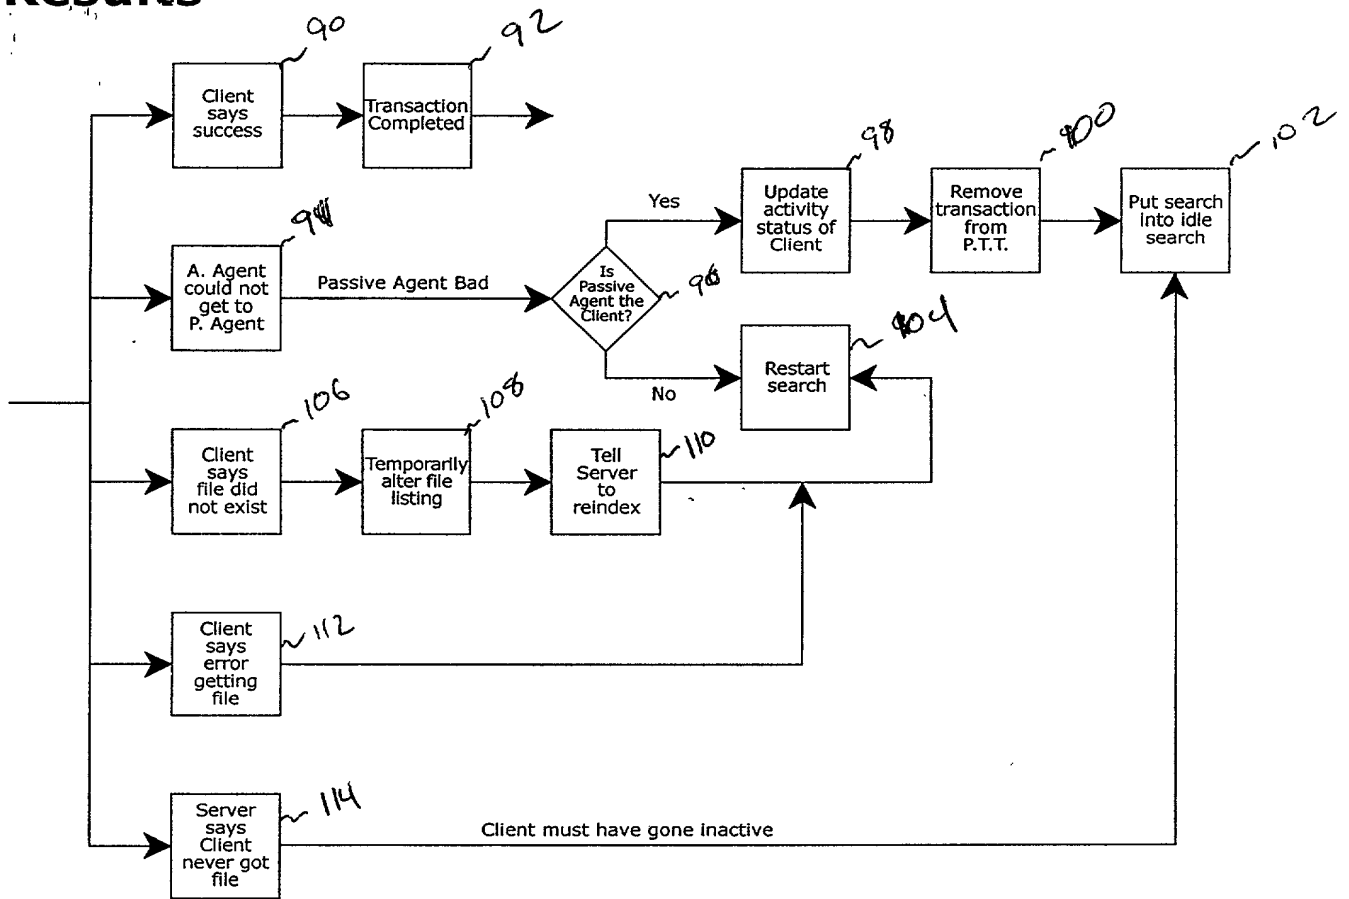 Results
90
92
Client
says
success
Transaction
Completed
98
100
102
Yes
Update
activity
status of
Client
Remove
transaction
from
P.T.T.
Put search
into idle
search
94
A. Agent
could not
get to
P. Agent
Passive Agent Bad
Is
Passive
Agent the
Client?
96
104
Restart
search
No
106
108
110
Client
says
file did
not exist
Temporarily
alter file
listing
Tell
Server
to
reindex
112
Client
says
error
getting
file
114
Server
says
Client
never got
file
Client must have gone inactive